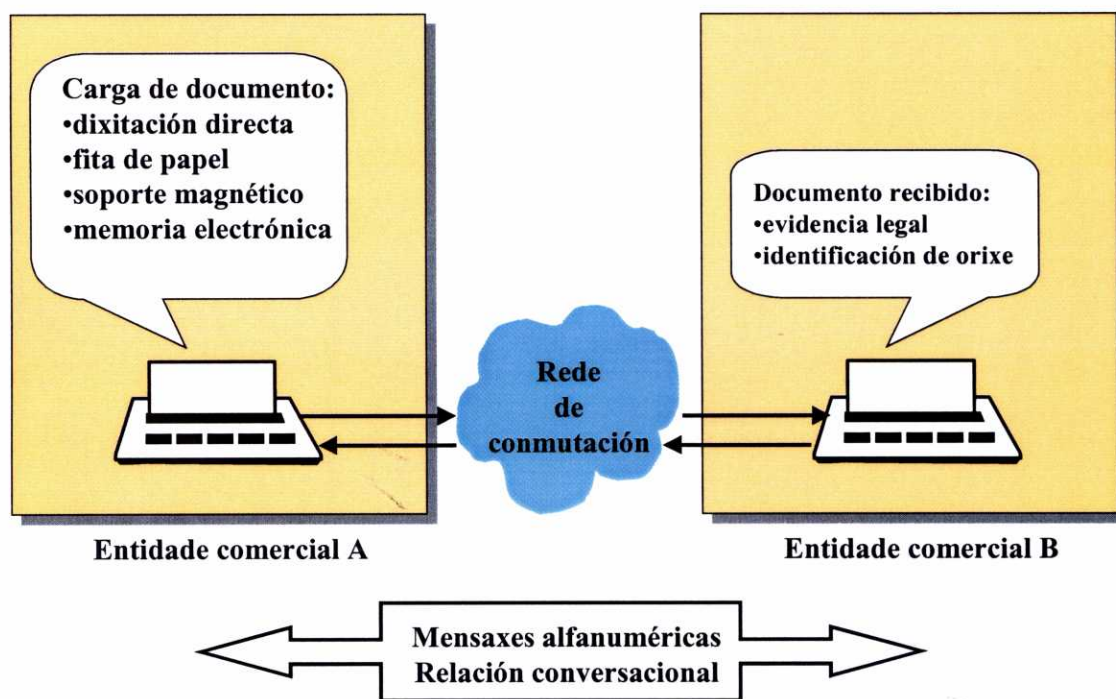 Carga de documento:
•dixitación directa
•fita de papel
•soporte magnético
•memoria electrónica
Documento recibido:
•evidencia legal
•identificación de orixe
Rede
de
conmutación
Entidade comercial A
Entidade comercial B
Mensaxes alfanuméricas
Relación conversacional